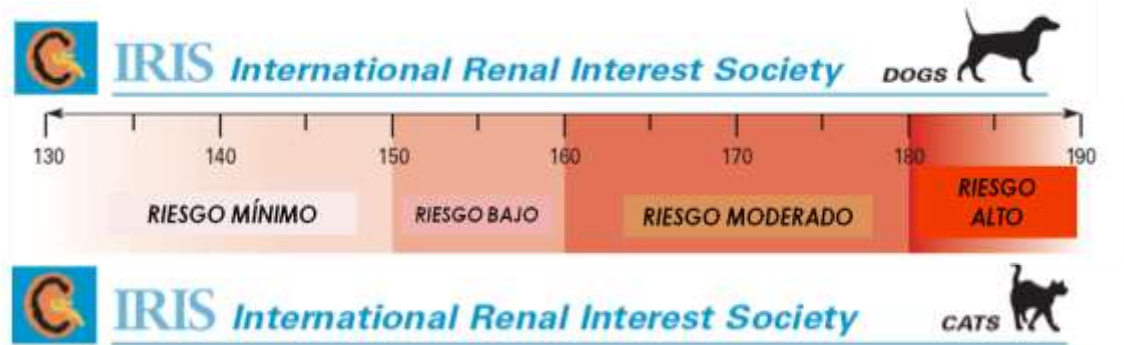 IRIS International Renal Interest Society DOGS
130 140 150 160 170 180 190
RIESGO MÍNIMO RIESGO BAJO RIESGO MODERADO RIESGO ALTO
IRIS International Renal Interest Society CATS